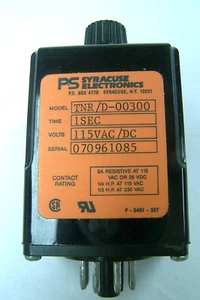 PS SYRACUSE ELECTRONICS
P.O. BOX 4778 SYRACUSE, N.Y. 13221
MODEL TNR/D-00300
TIME 1SEC
VOLTS 115VAC/DC
SERIAL 070961085
CONTACT RATING:
8A RESISTIVE AT 115
VAC OR 28 VDC
1/4 H.P. AT 115 VAC
1/3 H.P. AT 230 VAC